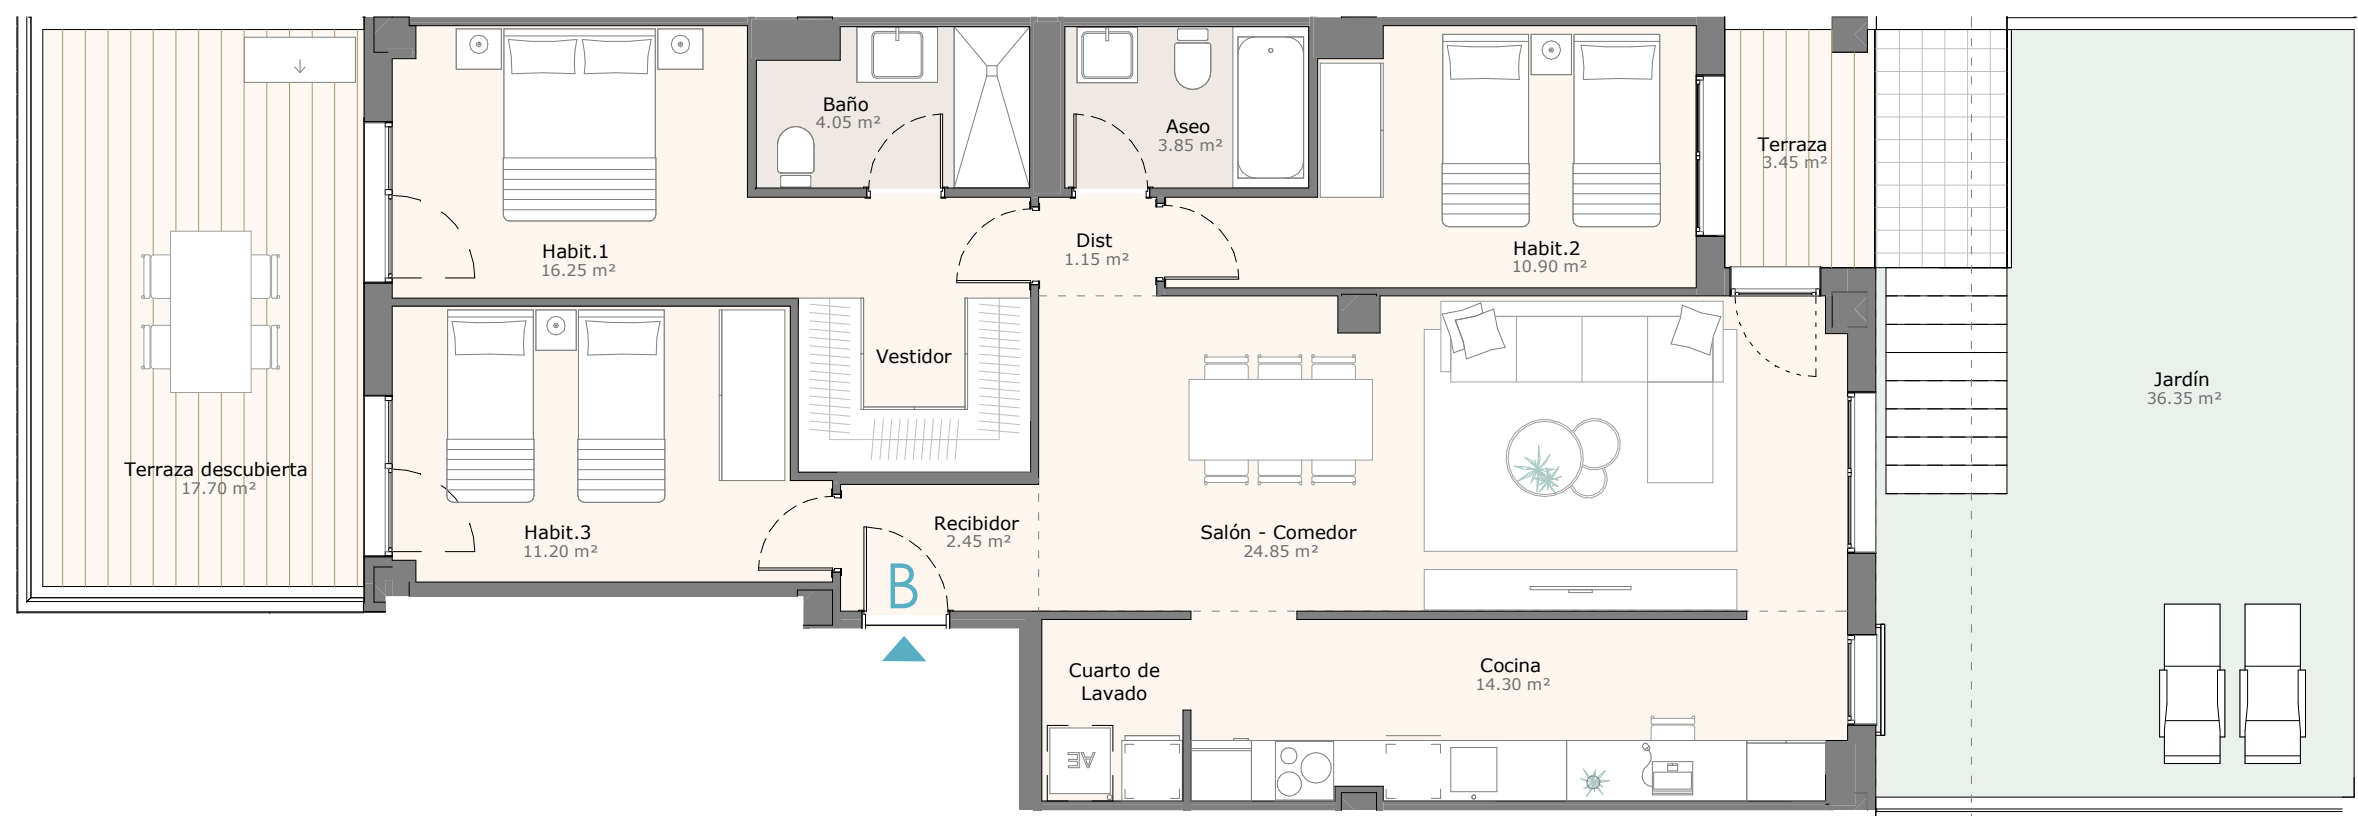 Baño
4.05 m²
Aseo
3.85 m²
Terraza
3.45 m²
Habit.1
16.25 m²
Dist
1.15 m²
Habit.2
10.90 m²
Vestidor
Jardín
36.35 m²
Terraza descubierta
17.70 m²
Habit.3
11.20 m²
Recibidor
2.45 m²
Salón - Comedor
24.85 m²
B
Cuarto de
Lavado
Cocina
14.30 m²
AE